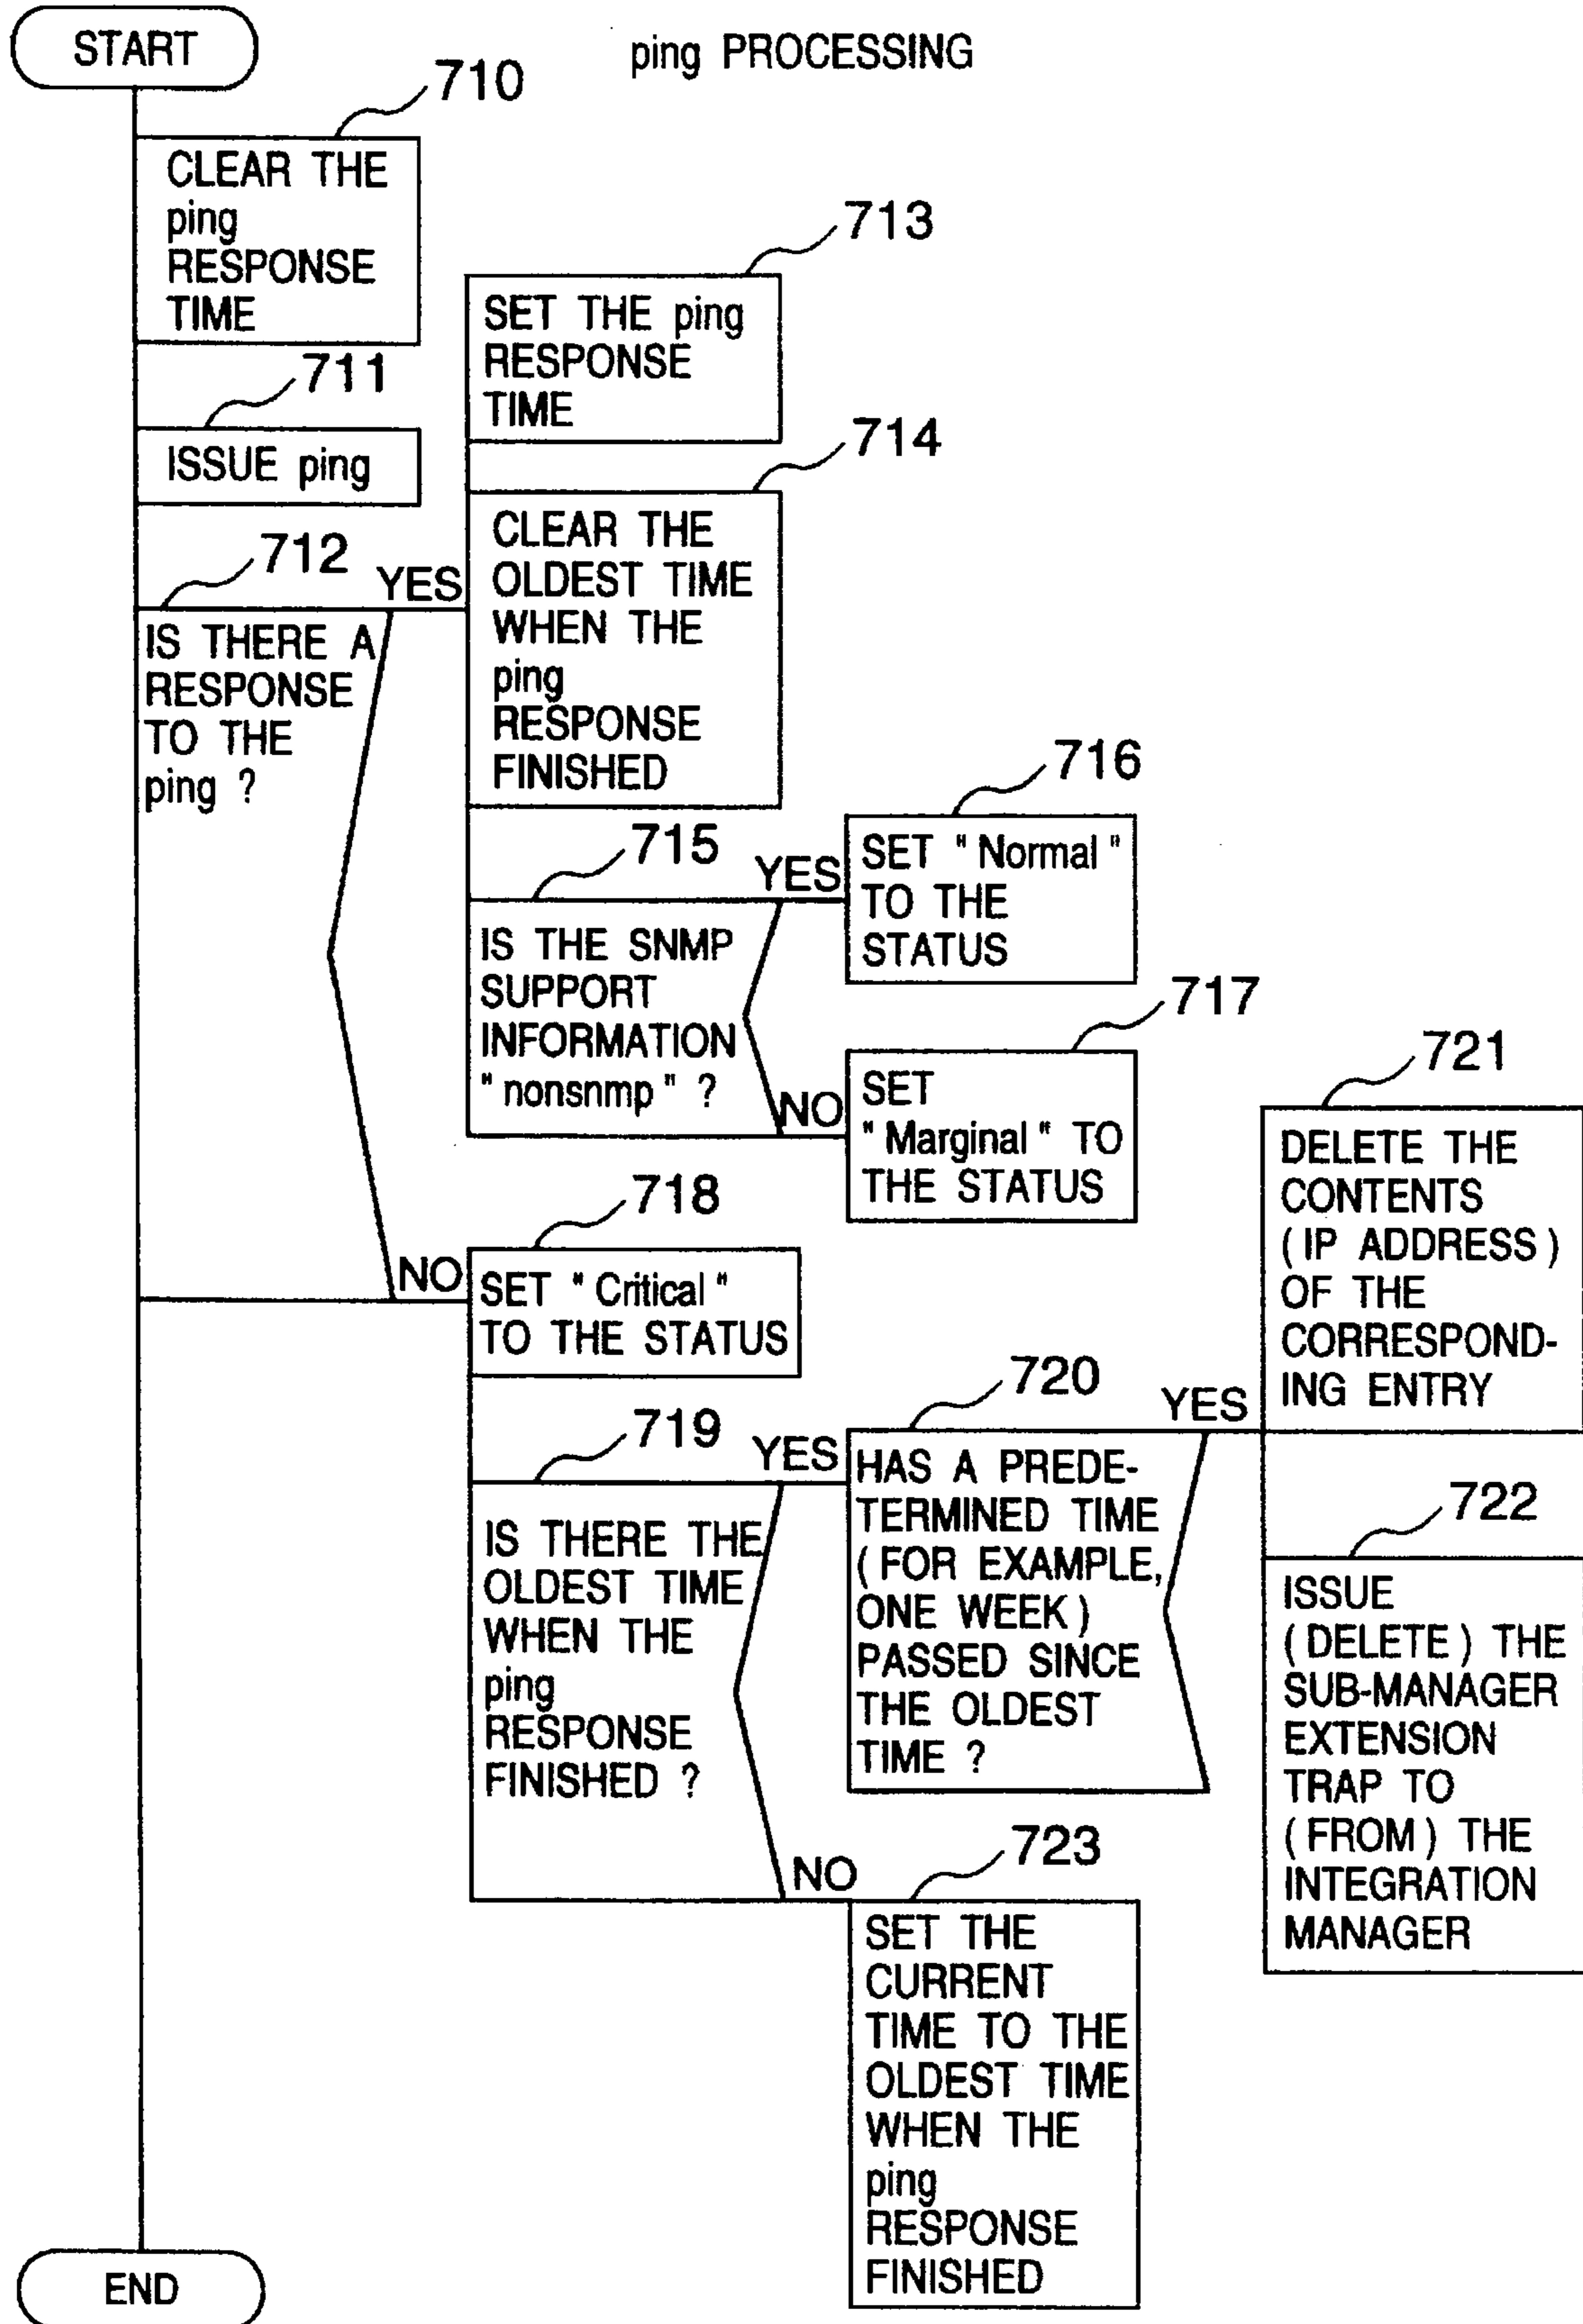 START
ping PROCESSING
710
CLEAR THE
ping
RESPONSE
TIME
711
ISSUE ping
712
YES
IS THERE A
RESPONSE
TO THE
ping ?
713
SET THE ping
RESPONSE
TIME
714
CLEAR THE
OLDEST TIME
WHEN THE
ping
RESPONSE
FINISHED
715
YES
IS THE SNMP
SUPPORT
INFORMATION
" nonsnmp " ?
716
SET " Normal "
TO THE
STATUS
NO
717
SET
" Marginal " TO
THE STATUS
NO
718
SET " Critical "
TO THE STATUS
719
YES
IS THERE THE
OLDEST TIME
WHEN THE
ping
RESPONSE
FINISHED ?
720
YES
HAS A PREDE-
TERMINED TIME
( FOR EXAMPLE,
ONE WEEK )
PASSED SINCE
THE OLDEST
TIME ?
721
DELETE THE
CONTENTS
( IP ADDRESS )
OF THE
CORRESPOND-
ING ENTRY
722
ISSUE
( DELETE ) THE
SUB-MANAGER
EXTENSION
TRAP TO
( FROM ) THE
INTEGRATION
MANAGER
NO
723
SET THE
CURRENT
TIME TO THE
OLDEST TIME
WHEN THE
ping
RESPONSE
FINISHED
END